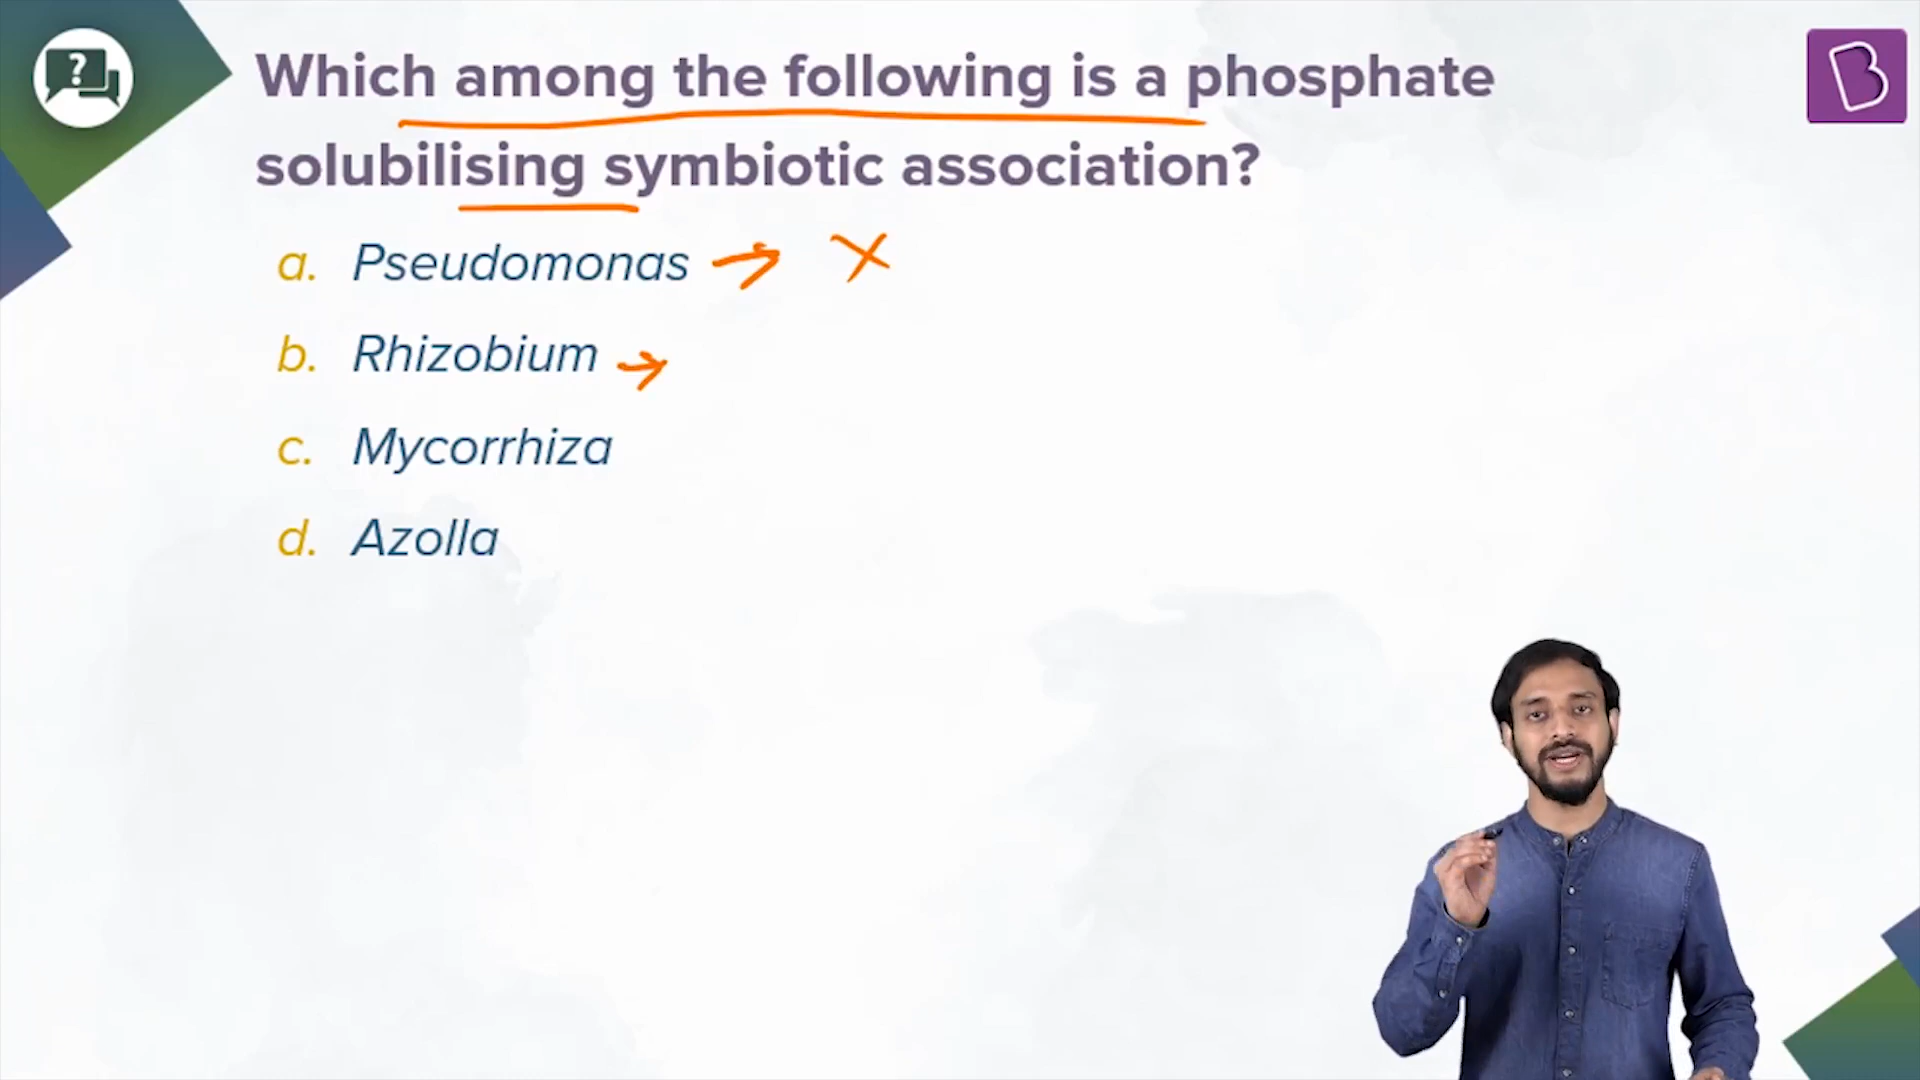 Which among the following is a phosphate
solubilising symbiotic association?
a. Pseudomonas
b. Rhizobium
c. Mycorrhiza
d. Azolla